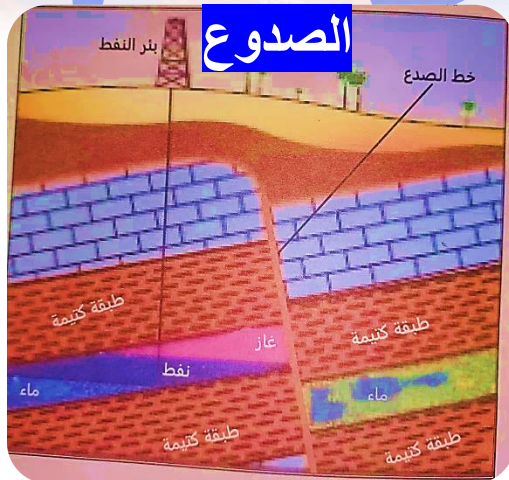 الصدوع
بئر النفط
خط الصدع
طبقة كتيمة
طبقة كتيمة
غاز
نفط
ماء
ماء
طبقة كتيمة
طبقة كتيمة